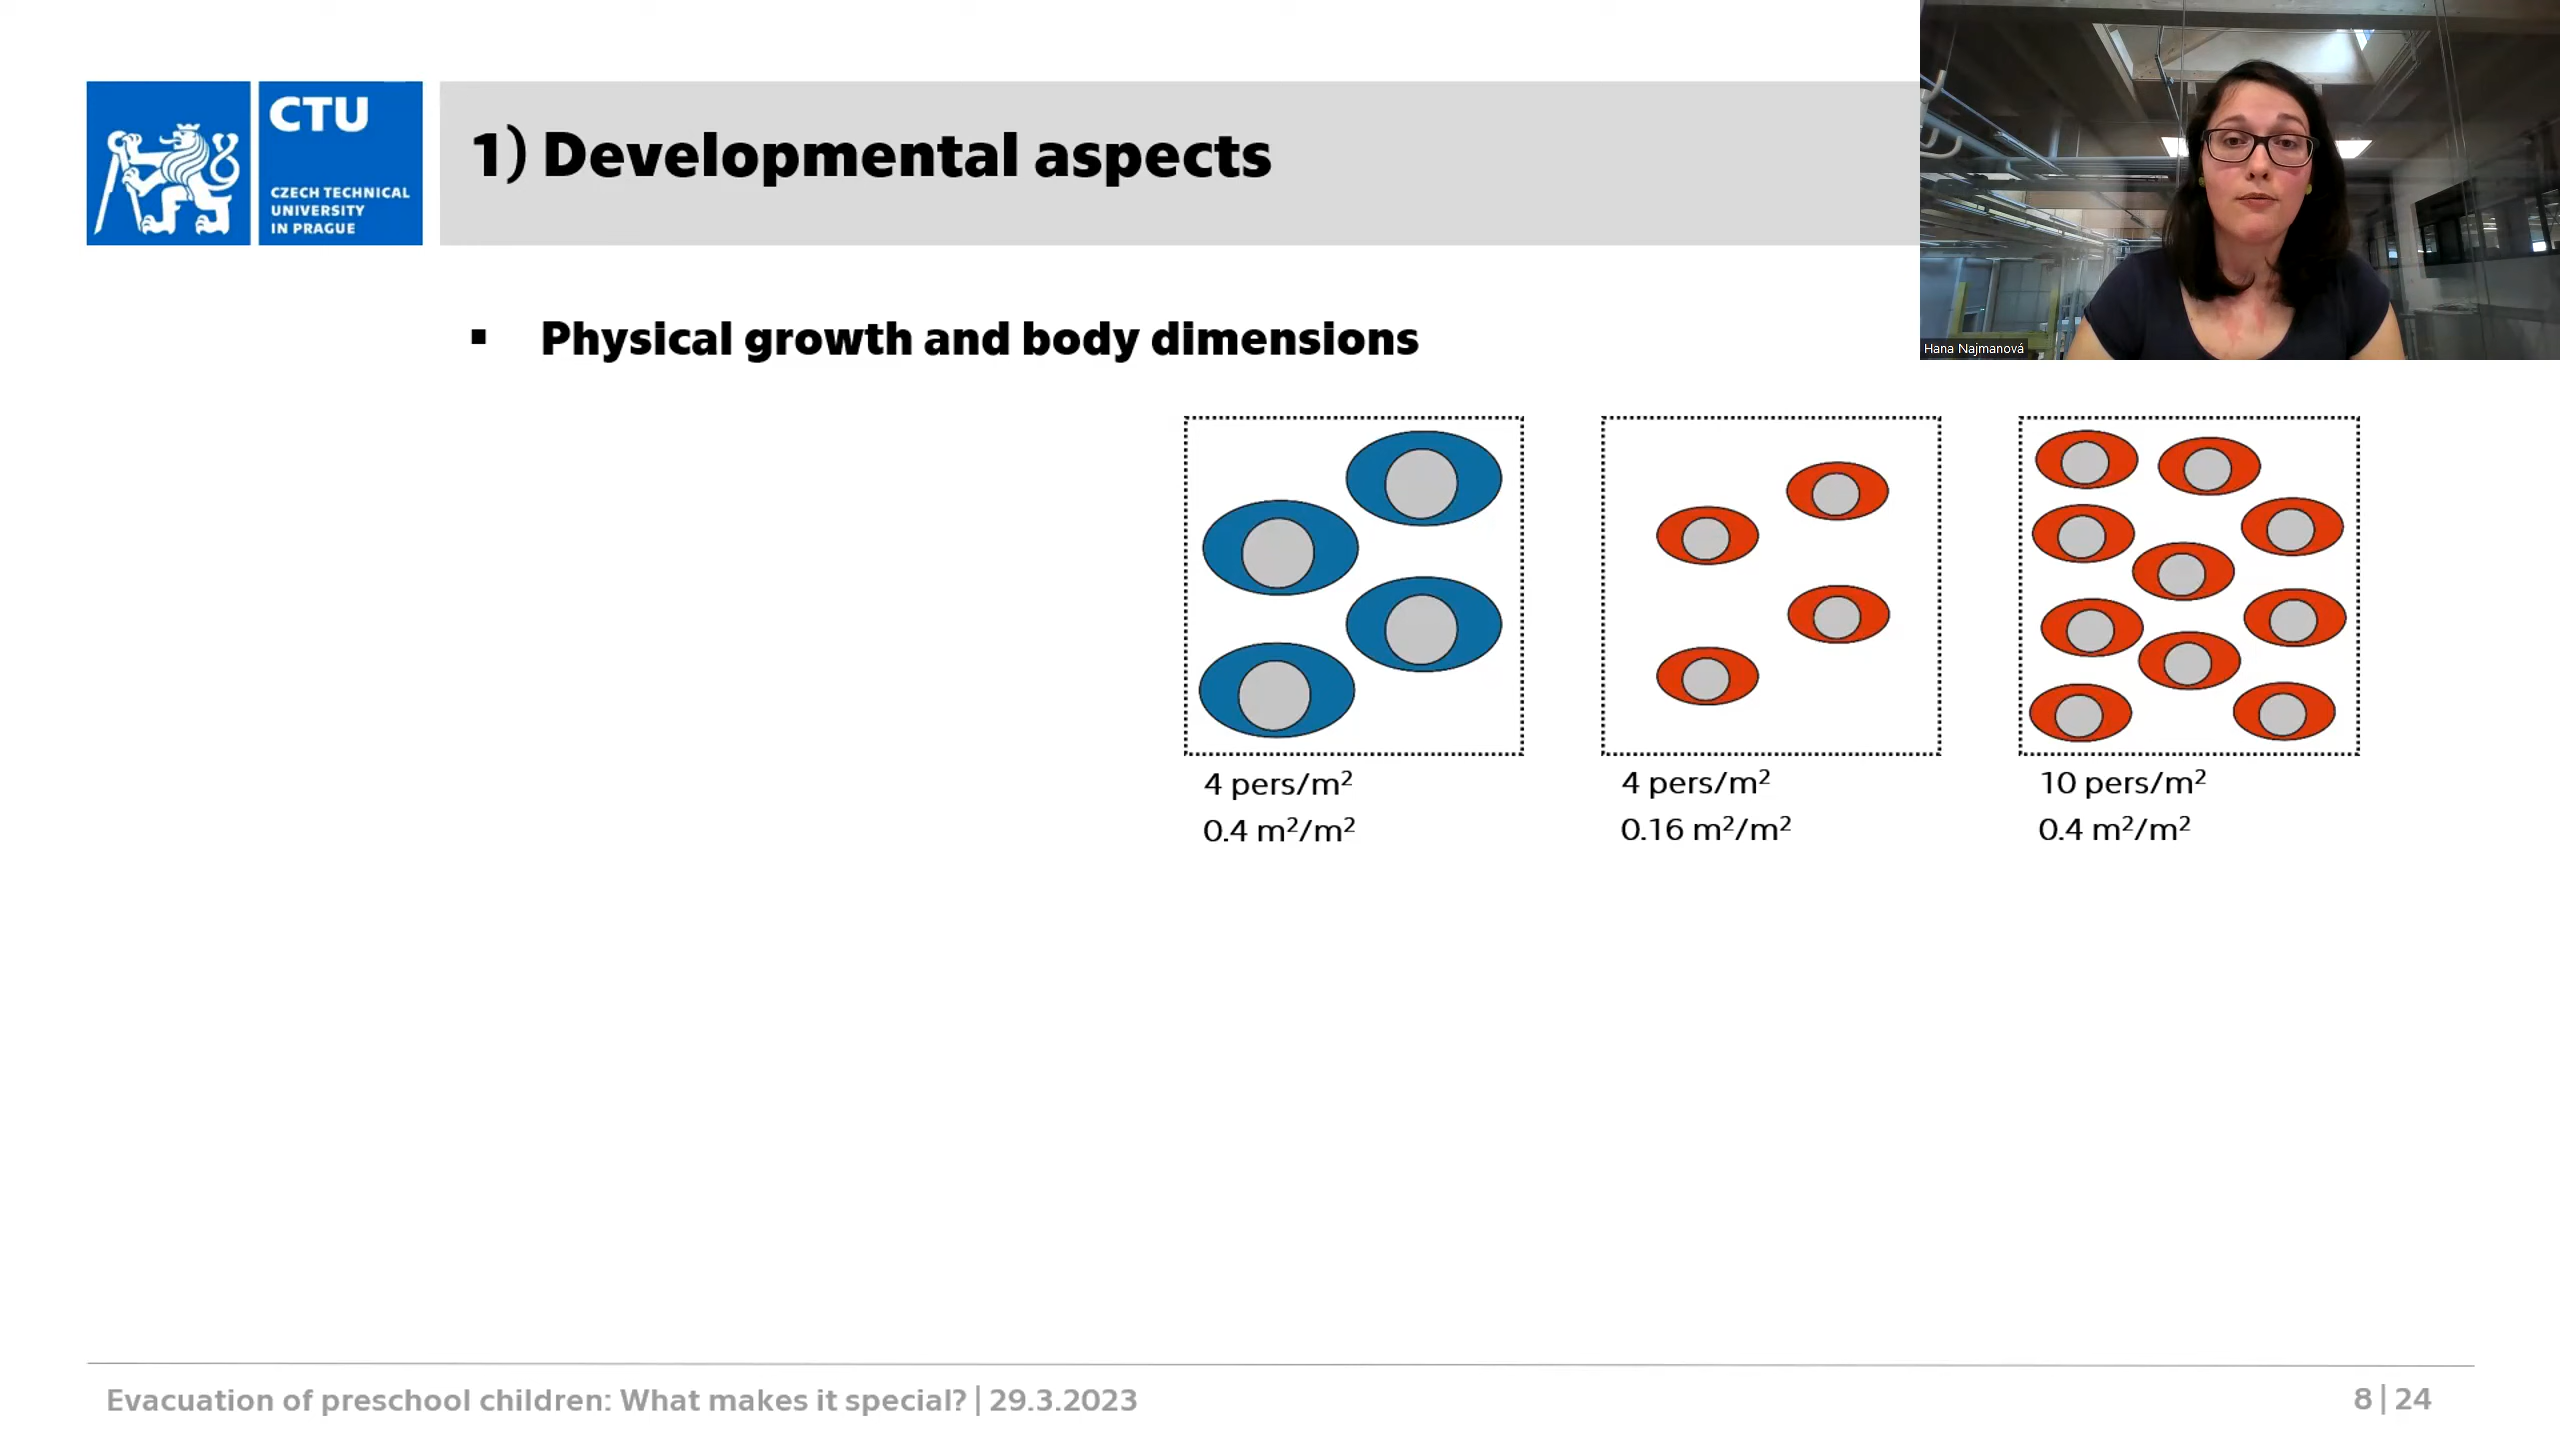 CTU
CZECH TECHNICAL
UNIVERSITY
IN PRAGUE
1) Developmental aspects
Hana Najmanová
▪ Physical growth and body dimensions
4 pers/m²
0.4 m²/m²
4 pers/m²
0.16 m²/m²
10 pers/m²
0.4 m²/m²
Evacuation of preschool children: What makes it special? | 29.3.2023
8 | 24